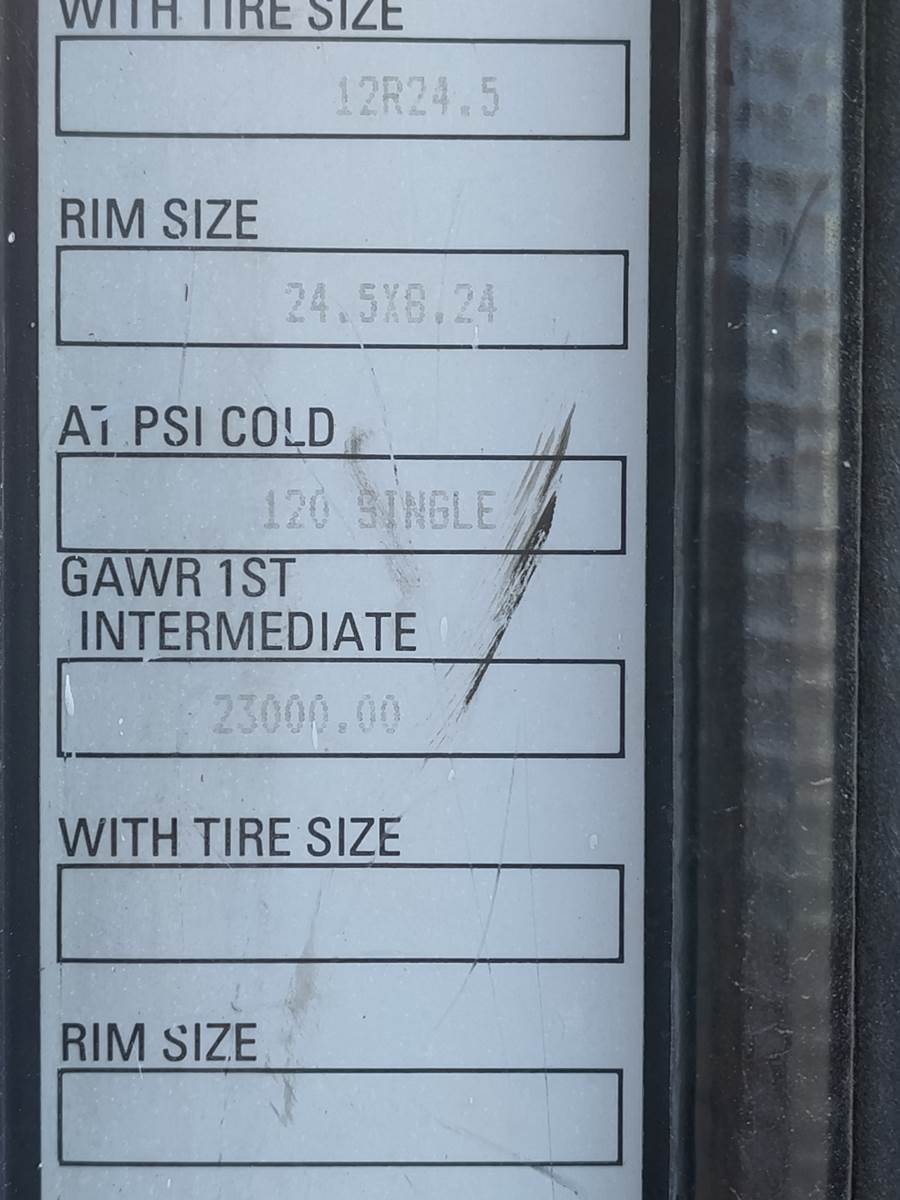 WITH TIRE SIZE
12R24.5
RIM SIZE
24.5X8.24
AT PSI COLD
120 SINGLE
GAWR 1ST
INTERMEDIATE
23000.00
WITH TIRE SIZE
RIM SIZE